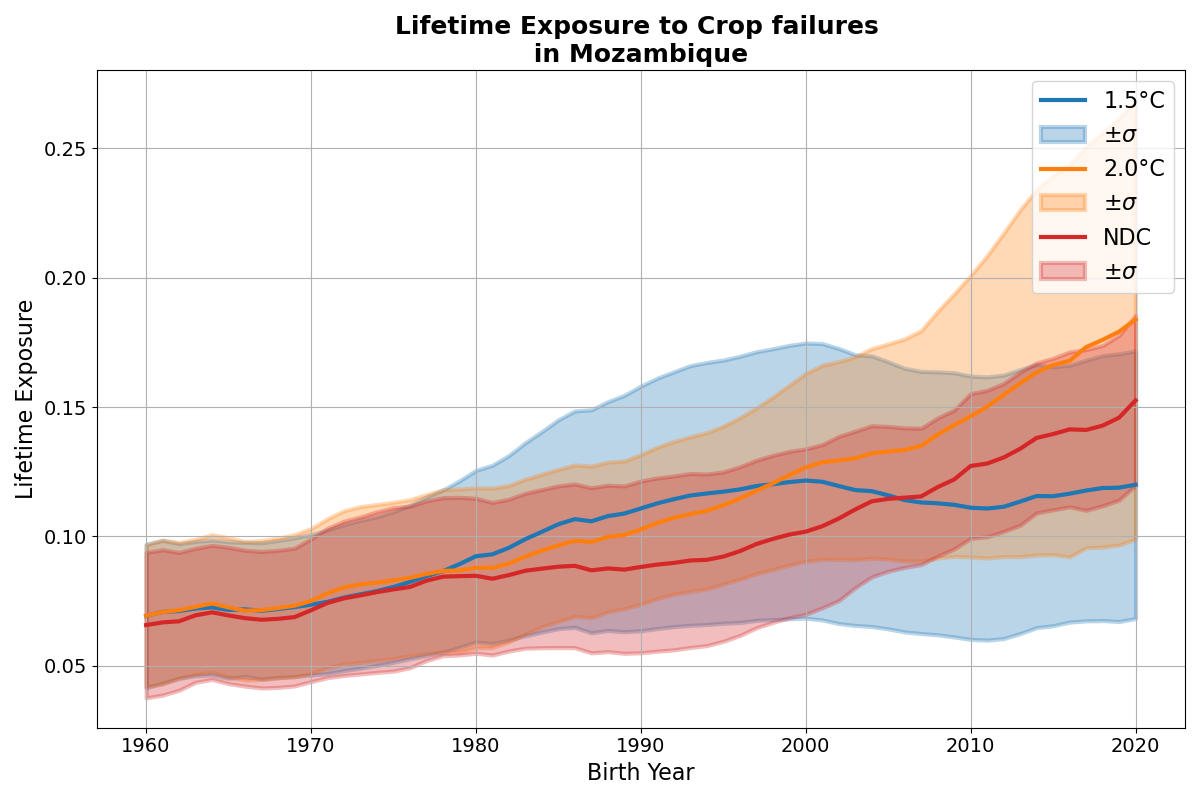 Lifetime Exposure to Crop failures
in Mozambique
Lifetime Exposure
0.25
0.20
0.15
0.10
0.05
1960
1970
1980
1990
2000
2010
2020
Birth Year
1.5°C
±σ
2.0°C
±σ
NDC
±σ